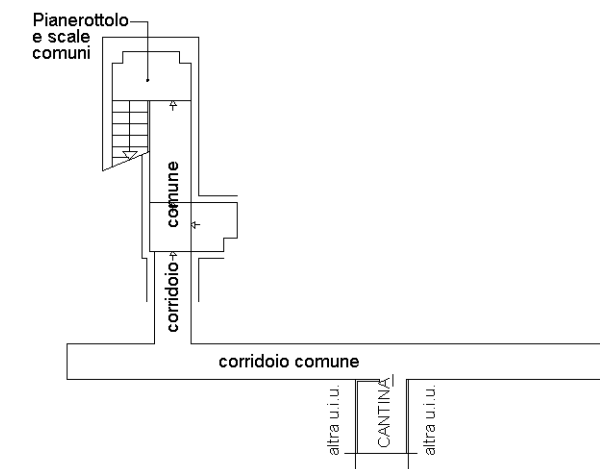 Pianerottolo
e scale
comuni
comune
corridoio
corridoio comune
altra u.i.u.
CANTINA
altra u.i.u.